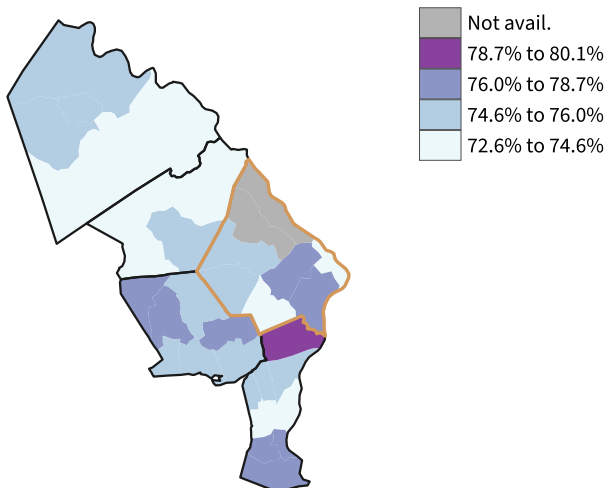 Not avail.
78.7% to 80.1%
76.0% to 78.7%
74.6% to 76.0%
72.6% to 74.6%